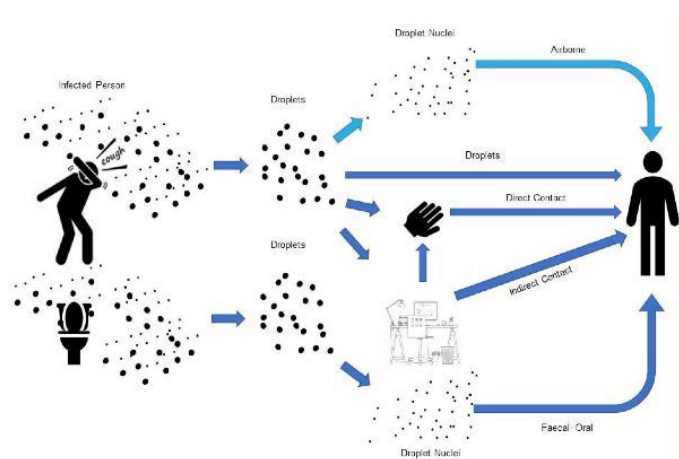 Droplet Nuclei
Airborne
Infected Person
Droplets
cough
Droplets
Direct Contact
Droplets
Indirect Contact
Faecal-Oral
Droplet Nuclei